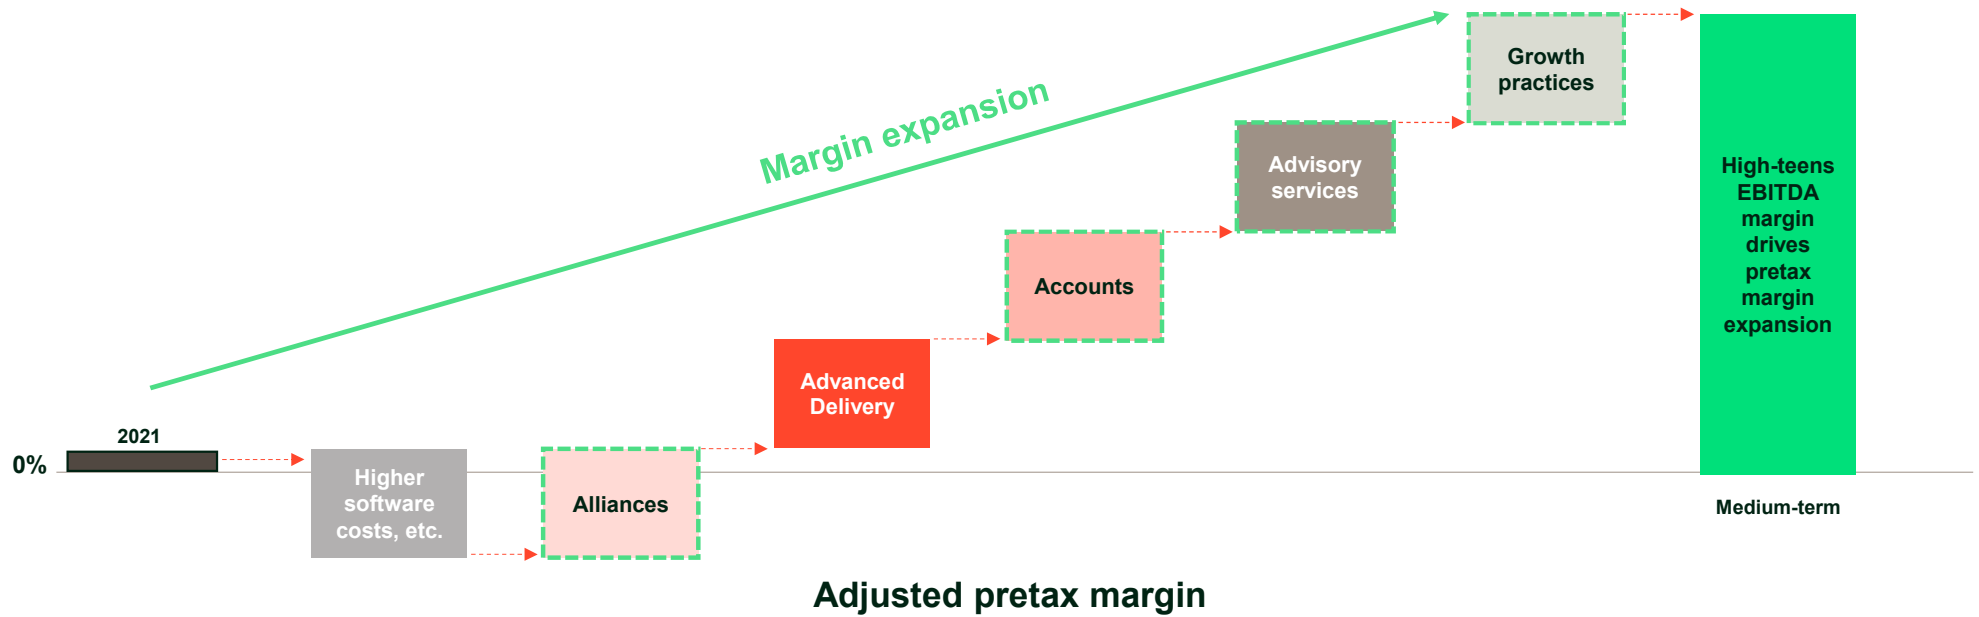 Margin expansion
2021
0%
Higher
software
costs, etc.
Alliances
Advanced
Delivery
Accounts
Advisory
services
Growth
practices
High-teens
EBITDA
margin
drives
pretax
margin
expansion
Medium-term
Adjusted pretax margin